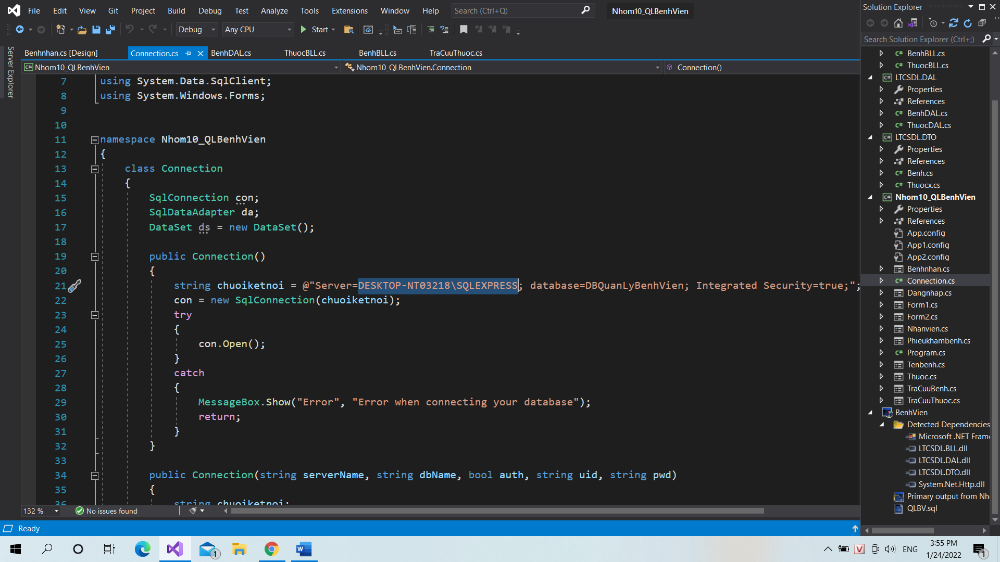 File Edit View Git Project Build Debug Test Analyze Tools Extensions Window Help Search (Ctrl+Q) Nhom10_QLBenhVien
Debug Any CPU Start
Server Explorer
Benhnhan.cs [Design] Connection.cs BenhDAL.cs ThuocBLL.cs BenhBLL.cs TraCuuThuoc.cs
Nhom10_QLBenhVien Nhom10_QLBenhVien.Connection Connection()
7 using System.Data.SqlClient;
8 using System.Windows.Forms;
9
10
11 namespace Nhom10_QLBenhVien
12 {
13 class Connection
14 {
15 SqlConnection con;
16 SqlDataAdapter da;
17 DataSet ds = new DataSet();
18
19 public Connection()
20 {
21 string chuoiketnoi = @"Server=DESKTOP-NT03218\SQLEXPRESS; database=DBQuanLyBenhVien; Integrated Security=true;";
22 con = new SqlConnection(chuoiketnoi);
23 try
24 {
25 con.Open();
26 }
27 catch
28 {
29 MessageBox.Show("Error", "Error when connecting your database");
30 return;
31 }
32 }
33
34 public Connection(string serverName, string dbName, bool auth, string uid, string pwd)
35 {
36 string chuoiketnoi;
132 % No issues found
Ready
Solution Explorer
Search Solution Explorer (Ctrl+;)
BenhBLL.cs
ThuocBLL.cs
LTCSDL.DAL
Properties
References
BenhDAL.cs
ThuocDAL.cs
LTCSDL.DTO
Properties
References
Benh.cs
Thuocx.cs
Nhom10_QLBenhVien
Properties
References
App.config
App1.config
App2.config
Benhnhan.cs
Connection.cs
Dangnhap.cs
Form1.cs
Form2.cs
Nhanvien.cs
Phieukhambenh.cs
Program.cs
Tenbenh.cs
Thuoc.cs
TraCuuBenh.cs
TraCuuThuoc.cs
BenhVien
Detected Dependencies
Microsoft .NET Frame
LTCSDL.BLL.dll
LTCSDL.DAL.dll
LTCSDL.DTO.dll
System.Net.Http.dll
Primary output from Nh
QLBV.sql
1 ENG 3:55 PM 1
1/24/2022